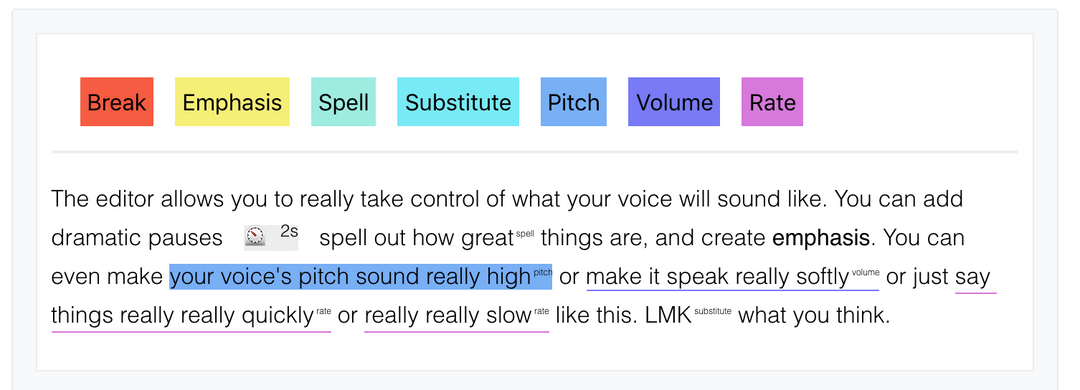 Break Emphasis Spell Substitute Pitch Volume Rate
The editor allows you to really take control of what your voice will sound like. You can add
dramatic pauses 2s spell out how great spell things are, and create emphasis. You can
even make your voice's pitch sound really high pitch or make it speak really softly volume or just say
things really really quickly rate or really really slow rate like this. LMK substitute what you think.